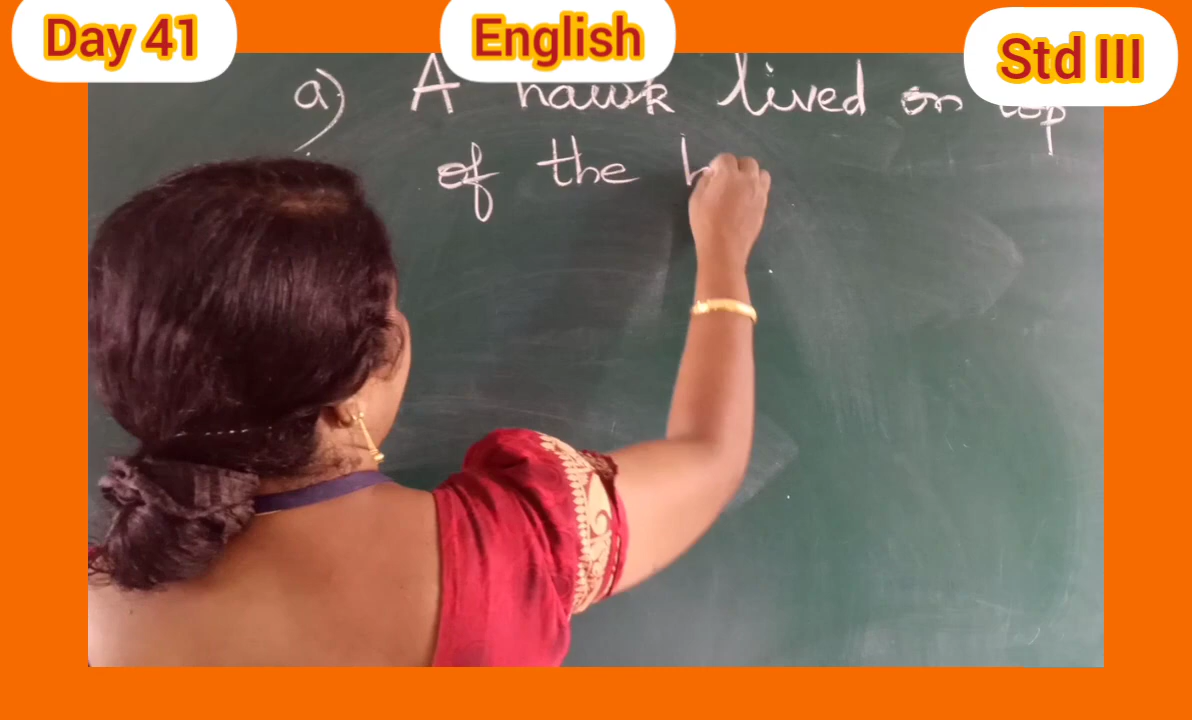 Day 41
English
Std III
a) A hawk lived on top
of the h